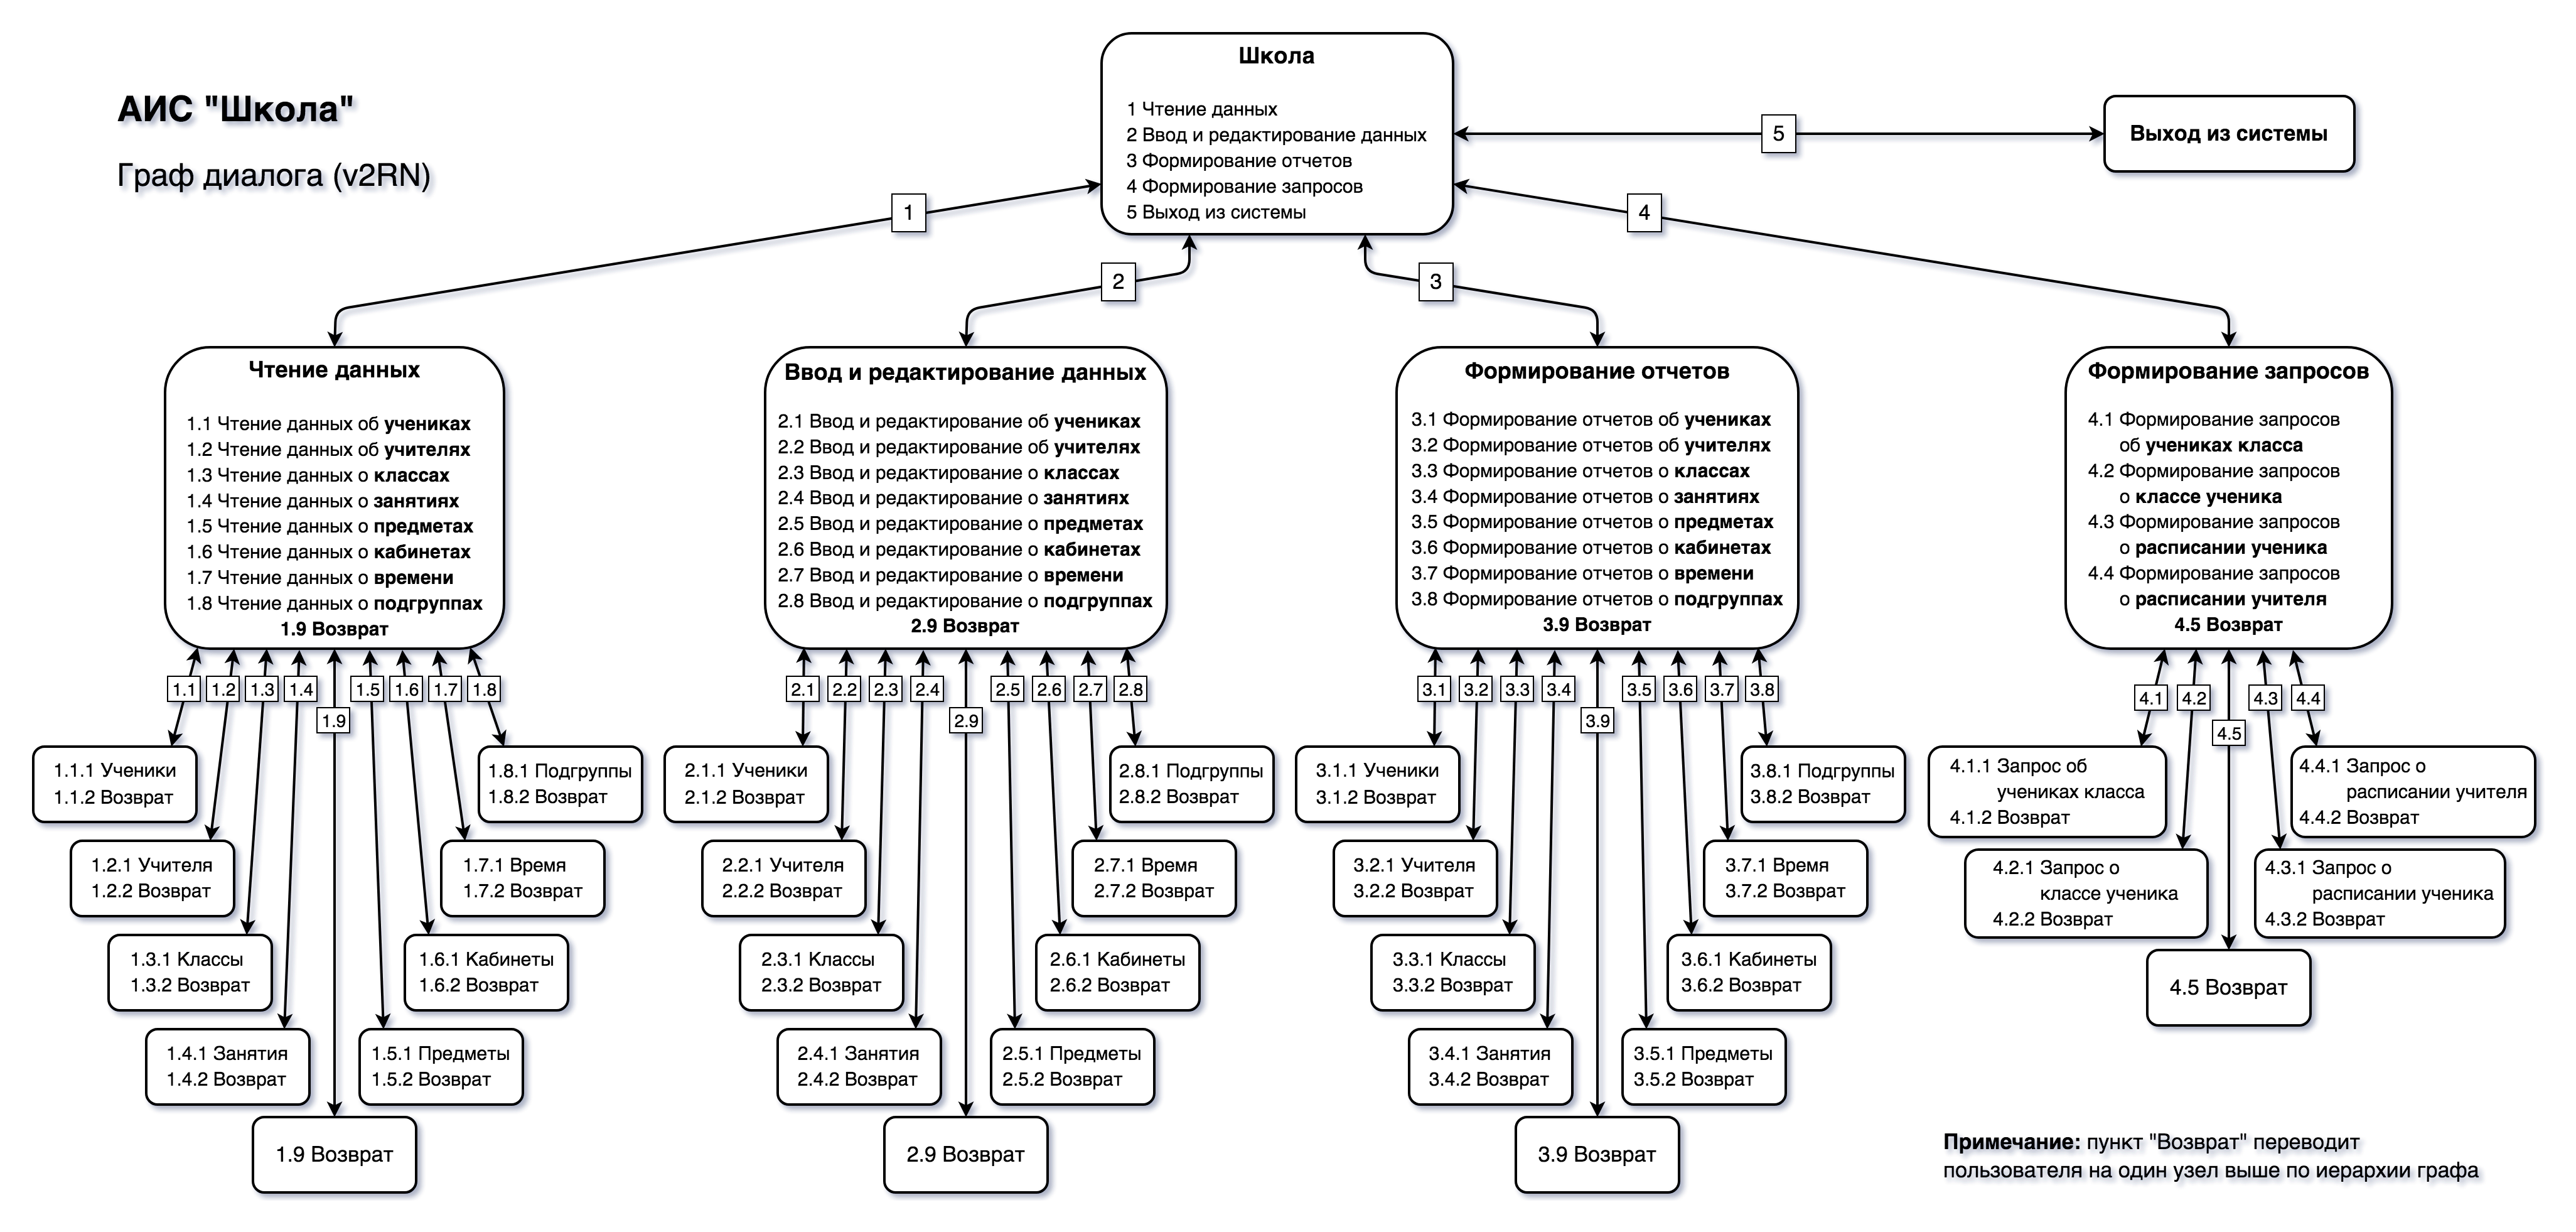 АИС "Школа"
Граф диалога (v2RN)
Школа
1 Чтение данных
2 Ввод и редактирование данных
3 Формирование отчетов
4 Формирование запросов
5 Выход из системы
5
Выход из системы
1
2
3
4
Чтение данных
1.1 Чтение данных об учениках
1.2 Чтение данных об учителях
1.3 Чтение данных о классах
1.4 Чтение данных о занятиях
1.5 Чтение данных о предметах
1.6 Чтение данных о кабинетах
1.7 Чтение данных о времени
1.8 Чтение данных о подгруппах
1.9 Возврат
Ввод и редактирование данных
2.1 Ввод и редактирование об учениках
2.2 Ввод и редактирование об учителях
2.3 Ввод и редактирование о классах
2.4 Ввод и редактирование о занятиях
2.5 Ввод и редактирование о предметах
2.6 Ввод и редактирование о кабинетах
2.7 Ввод и редактирование о времени
2.8 Ввод и редактирование о подгруппах
2.9 Возврат
Формирование отчетов
3.1 Формирование отчетов об учениках
3.2 Формирование отчетов об учителях
3.3 Формирование отчетов о классах
3.4 Формирование отчетов о занятиях
3.5 Формирование отчетов о предметах
3.6 Формирование отчетов о кабинетах
3.7 Формирование отчетов о времени
3.8 Формирование отчетов о подгруппах
3.9 Возврат
Формирование запросов
4.1 Формирование запросов
об учениках класса
4.2 Формирование запросов
о классе ученика
4.3 Формирование запросов
о расписании ученика
4.4 Формирование запросов
о расписании учителя
4.5 Возврат
1.1
1.2
1.3
1.4
1.9
1.5
1.6
1.7
1.8
1.1.1 Ученики
1.1.2 Возврат
1.8.1 Подгруппы
1.8.2 Возврат
1.2.1 Учителя
1.2.2 Возврат
1.7.1 Время
1.7.2 Возврат
1.3.1 Классы
1.3.2 Возврат
1.6.1 Кабинеты
1.6.2 Возврат
1.4.1 Занятия
1.4.2 Возврат
1.5.1 Предметы
1.5.2 Возврат
1.9 Возврат
2.1
2.2
2.3
2.4
2.9
2.5
2.6
2.7
2.8
2.1.1 Ученики
2.1.2 Возврат
2.8.1 Подгруппы
2.8.2 Возврат
2.2.1 Учителя
2.2.2 Возврат
2.7.1 Время
2.7.2 Возврат
2.3.1 Классы
2.3.2 Возврат
2.6.1 Кабинеты
2.6.2 Возврат
2.4.1 Занятия
2.4.2 Возврат
2.5.1 Предметы
2.5.2 Возврат
2.9 Возврат
3.1
3.2
3.3
3.4
3.9
3.5
3.6
3.7
3.8
3.1.1 Ученики
3.1.2 Возврат
3.8.1 Подгруппы
3.8.2 Возврат
3.2.1 Учителя
3.2.2 Возврат
3.7.1 Время
3.7.2 Возврат
3.3.1 Классы
3.3.2 Возврат
3.6.1 Кабинеты
3.6.2 Возврат
3.4.1 Занятия
3.4.2 Возврат
3.5.1 Предметы
3.5.2 Возврат
3.9 Возврат
4.1
4.2
4.5
4.3
4.4
4.1.1 Запрос об
учениках класса
4.1.2 Возврат
4.4.1 Запрос о
расписании учителя
4.4.2 Возврат
4.2.1 Запрос о
классе ученика
4.2.2 Возврат
4.3.1 Запрос о
расписании ученика
4.3.2 Возврат
4.5 Возврат
Примечание: пункт "Возврат" переводит
пользователя на один узел выше по иерархии графа